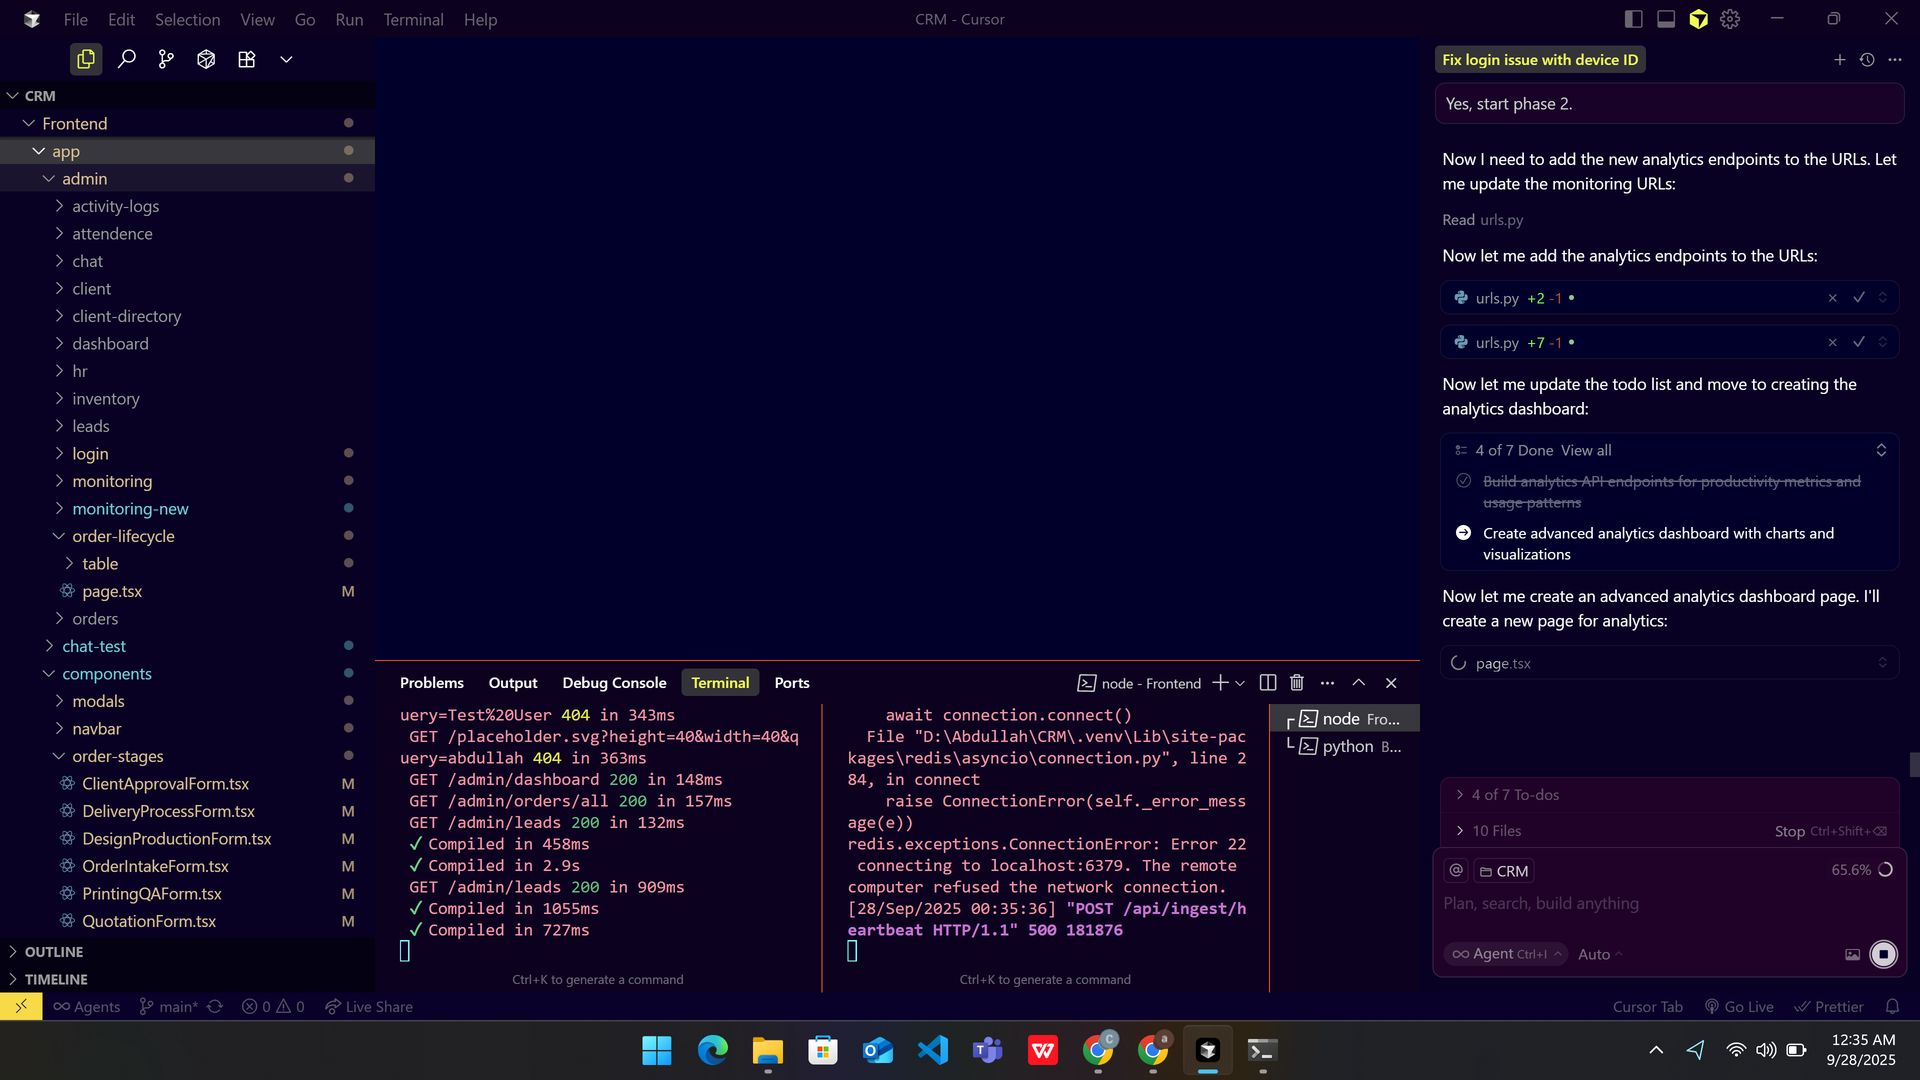 File Edit Selection View Go Run Terminal Help
CRM - Cursor
CRM
Frontend
app
admin
activity-logs
attendence
chat
client
client-directory
dashboard
hr
inventory
leads
login
monitoring
monitoring-new
order-lifecycle
table
page.tsx M
orders
chat-test
components
modals
navbar
order-stages
ClientApprovalForm.tsx M
DeliveryProcessForm.tsx M
DesignProductionForm.tsx M
OrderIntakeForm.tsx M
PrintingQAForm.tsx M
QuotationForm.tsx M
OUTLINE
TIMELINE
Problems Output Debug Console Terminal Ports
node - Frontend
uery=Test%20User 404 in 343ms
GET /placeholder.svg?height=40&width=40&q
uery=abdullah 404 in 363ms
GET /admin/dashboard 200 in 148ms
GET /admin/orders/all 200 in 157ms
GET /admin/leads 200 in 132ms
✓ Compiled in 458ms
✓ Compiled in 2.9s
GET /admin/leads 200 in 909ms
✓ Compiled in 1055ms
✓ Compiled in 727ms
Ctrl+K to generate a command
await connection.connect()
File "D:\Abdullah\CRM\.venv\Lib\site-pac
kages\redis\asyncio\connection.py", line 2
84, in connect
raise ConnectionError(self._error_mess
age(e))
redis.exceptions.ConnectionError: Error 22
connecting to localhost:6379. The remote
computer refused the network connection.
[28/Sep/2025 00:35:36] "POST /api/ingest/h
eartbeat HTTP/1.1" 500 181876
Ctrl+K to generate a command
node Fro...
python B...
Fix login issue with device ID
Yes, start phase 2.
Now I need to add the new analytics endpoints to the URLs. Let
me update the monitoring URLs:
Read urls.py
Now let me add the analytics endpoints to the URLs:
urls.py +2 -1
urls.py +7 -1
Now let me update the todo list and move to creating the
analytics dashboard:
4 of 7 Done View all
Build analytics API endpoints for productivity metrics and
usage patterns
Create advanced analytics dashboard with charts and
visualizations
Now let me create an advanced analytics dashboard page. I'll
create a new page for analytics:
page.tsx
4 of 7 To-dos
10 Files Stop Ctrl+Shift+⌫
@ CRM 65.6%
Plan, search, build anything
Agent Ctrl+I Auto
Agents main* 0 0 Live Share
Cursor Tab Go Live Prettier
12:35 AM
9/28/2025